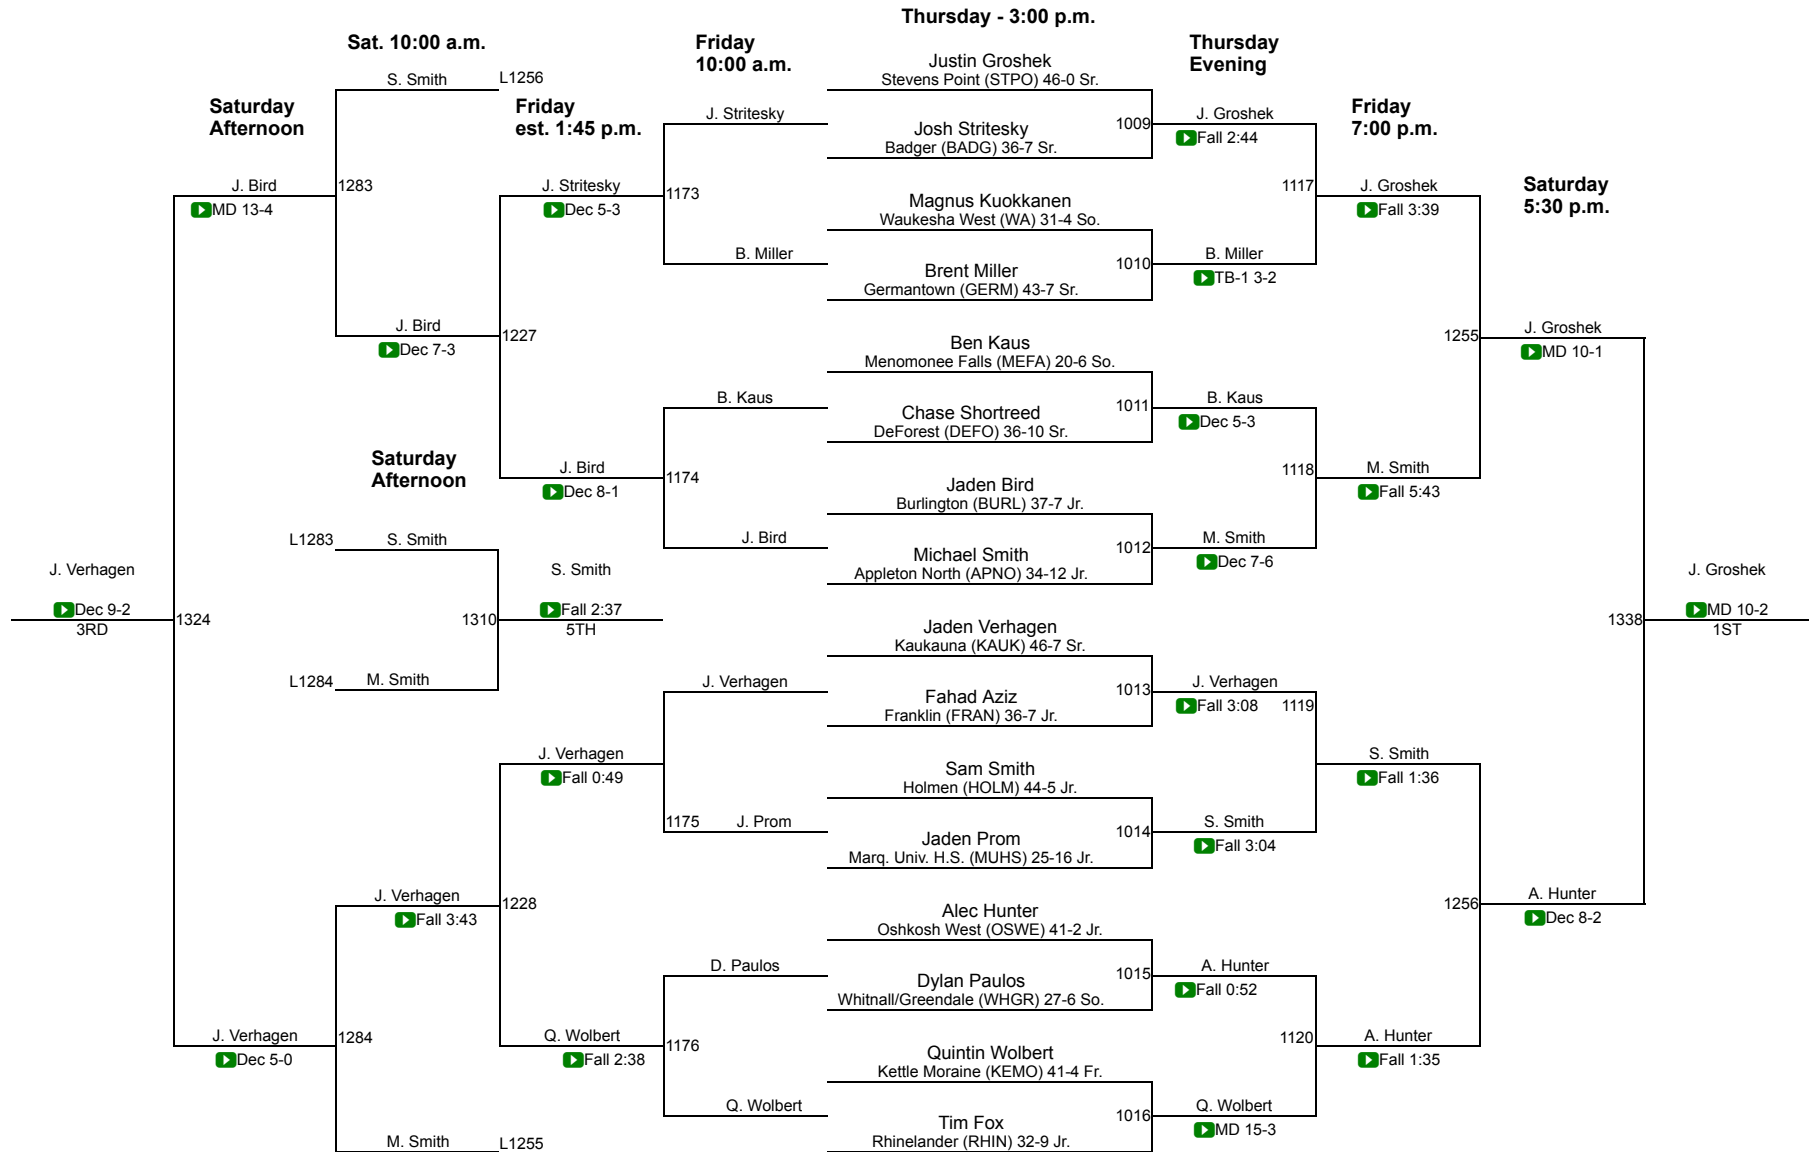 Thursday - 3:00 p.m.
Sat. 10:00 a.m.
Friday
10:00 a.m.
Thursday
Evening
Justin Groshek
Stevens Point (STPO) 46-0 Sr.
S. Smith
L1256
Saturday
Afternoon
Friday
est. 1:45 p.m.
J. Stritesky
Josh Stritesky
Badger (BADG) 36-7 Sr.
1009
J. Groshek
Fall 2:44
Friday
7:00 p.m.
J. Bird
MD 13-4
1283
J. Stritesky
Dec 5-3
1173
Magnus Kuokkanen
Waukesha West (WA) 31-4 So.
1117
J. Groshek
Fall 3:39
Saturday
5:30 p.m.
B. Miller
Brent Miller
Germantown (GERM) 43-7 Sr.
1010
B. Miller
TB-1 3-2
J. Bird
Dec 7-3
1227
Ben Kaus
Menomonee Falls (MEFA) 20-6 So.
1255
J. Groshek
MD 10-1
B. Kaus
Chase Shortreed
DeForest (DEFO) 36-10 Sr.
1011
B. Kaus
Dec 5-3
Saturday
Afternoon
J. Bird
Dec 8-1
1174
Jaden Bird
Burlington (BURL) 37-7 Jr.
1118
M. Smith
Fall 5:43
L1283
S. Smith
J. Bird
Michael Smith
Appleton North (APNO) 34-12 Jr.
1012
M. Smith
Dec 7-6
J. Verhagen
Dec 9-2
3RD
1324
1310
S. Smith
Fall 2:37
5TH
Jaden Verhagen
Kaukauna (KAUK) 46-7 Sr.
1338
J. Groshek
MD 10-2
1ST
L1284
M. Smith
J. Verhagen
Fahad Aziz
Franklin (FRAN) 36-7 Jr.
1013
J. Verhagen
Fall 3:08
1119
J. Verhagen
Fall 0:49
Sam Smith
Holmen (HOLM) 44-5 Jr.
S. Smith
Fall 1:36
1175
J. Prom
Jaden Prom
Marq. Univ. H.S. (MUHS) 25-16 Jr.
1014
S. Smith
Fall 3:04
J. Verhagen
Fall 3:43
1228
Alec Hunter
Oshkosh West (OSWE) 41-2 Jr.
1256
A. Hunter
Dec 8-2
D. Paulos
Dylan Paulos
Whitnall/Greendale (WHGR) 27-6 So.
1015
A. Hunter
Fall 0:52
J. Verhagen
Dec 5-0
1284
Q. Wolbert
Fall 2:38
1176
Quintin Wolbert
Kettle Moraine (KEMO) 41-4 Fr.
1120
A. Hunter
Fall 1:35
Q. Wolbert
Tim Fox
Rhinelander (RHIN) 32-9 Jr.
1016
Q. Wolbert
MD 15-3
M. Smith
L1255